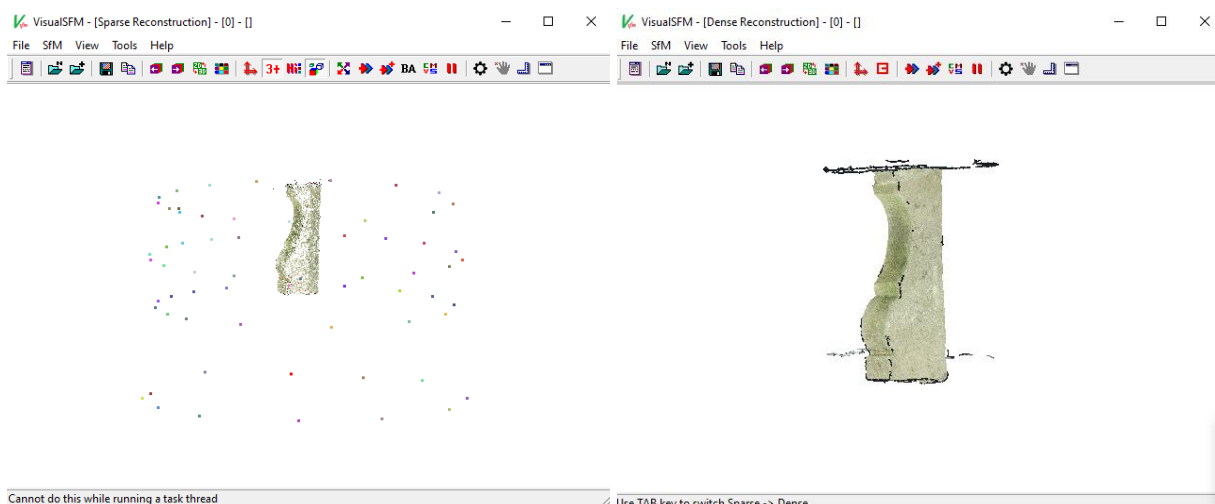 VisualSFM - [Sparse Reconstruction] - [0] - []
File SfM View Tools Help
3+ BA
Cannot do this while running a task thread
VisualSFM - [Dense Reconstruction] - [0] - []
File SfM View Tools Help
Use TAB key to switch Sparse -> Dense